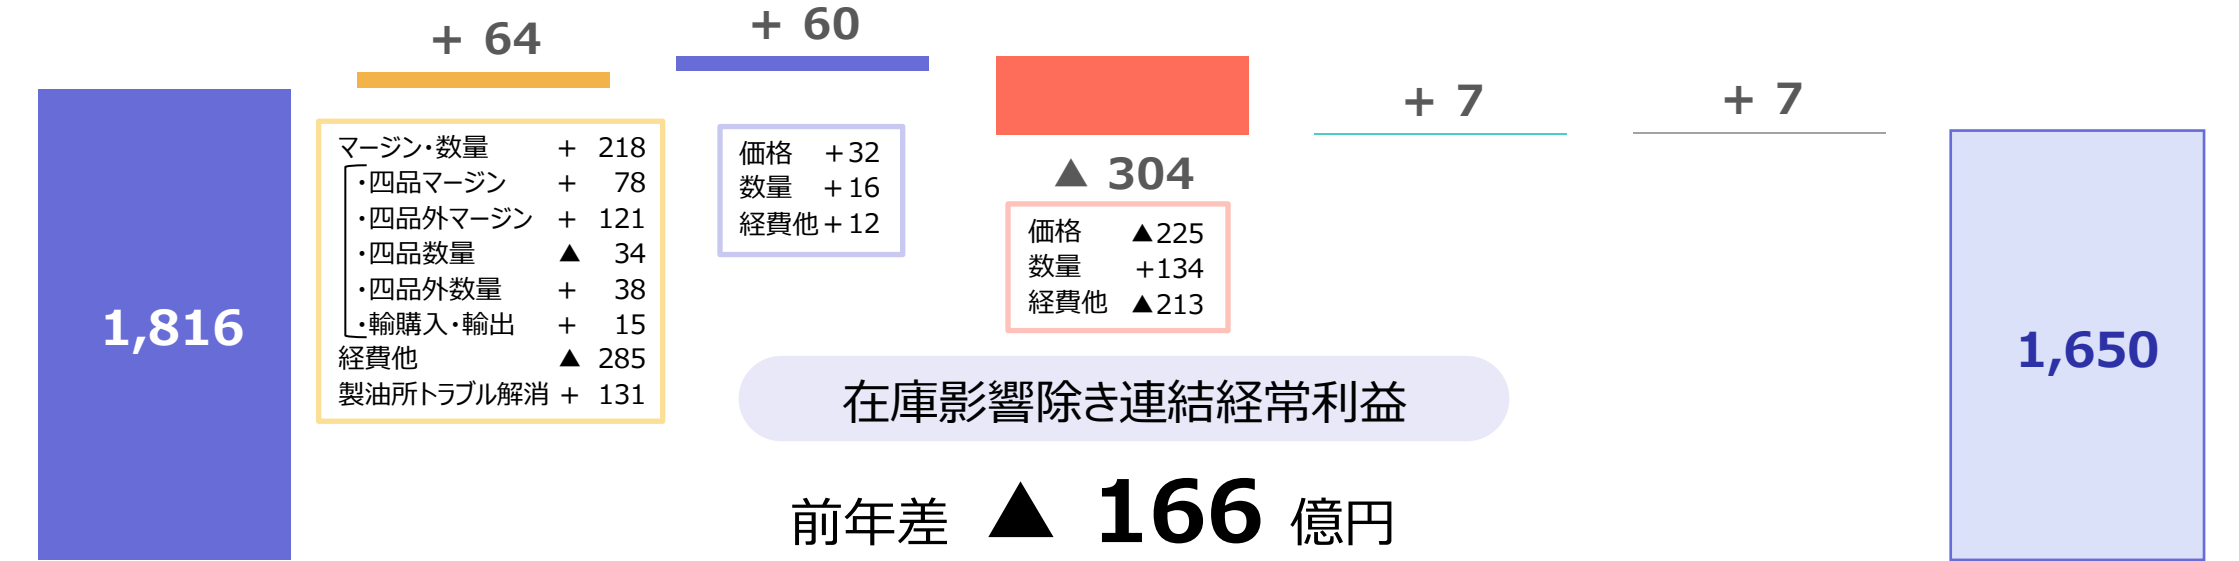 1,816
+ 64
マージン・数量 + 218
・四品マージン + 78
・四品外マージン + 121
・四品数量 ▲ 34
・四品外数量 + 38
・輸購入・輸出 + 15
経費他 ▲ 285
製油所トラブル解消 + 131
+ 60
価格 +32
数量 +16
経費他+12
▲ 304
価格 ▲225
数量 +134
経費他 ▲213
+ 7
+ 7
1,650
在庫影響除き連結経常利益
前年差 ▲ 166 億円